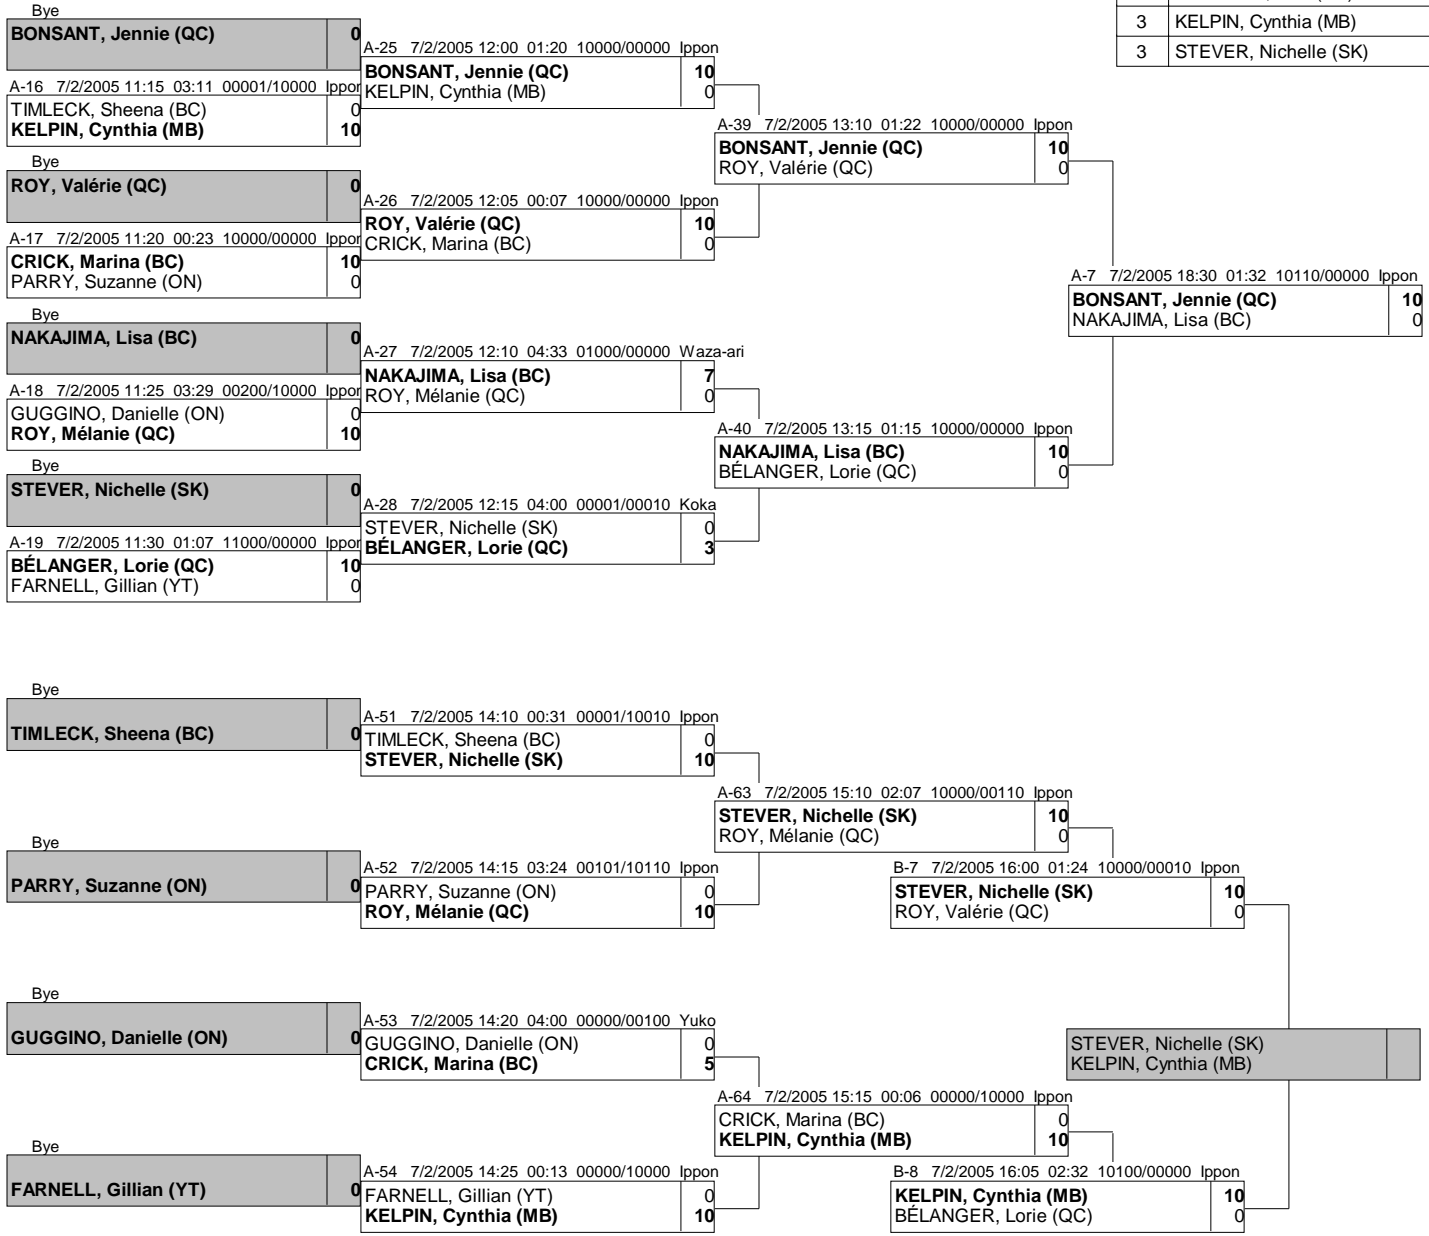 3 KELPIN, Cynthia (MB)
3 STEVER, Nichelle (SK)
Bye
BONSANT, Jennie (QC) 0
A-16 7/2/2005 11:15 03:11 00001/10000 Ippon
TIMLECK, Sheena (BC) 0
KELPIN, Cynthia (MB) 10
Bye
ROY, Valérie (QC) 0
A-17 7/2/2005 11:20 00:23 10000/00000 Ippon
CRICK, Marina (BC) 10
PARRY, Suzanne (ON) 0
Bye
NAKAJIMA, Lisa (BC) 0
A-18 7/2/2005 11:25 03:29 00200/10000 Ippon
GUGGINO, Danielle (ON) 0
ROY, Mélanie (QC) 10
Bye
STEVER, Nichelle (SK) 0
A-19 7/2/2005 11:30 01:07 11000/00000 Ippon
BÉLANGER, Lorie (QC) 10
FARNELL, Gillian (YT) 0
A-25 7/2/2005 12:00 01:20 10000/00000 Ippon
BONSANT, Jennie (QC) 10
KELPIN, Cynthia (MB) 0
A-26 7/2/2005 12:05 00:07 10000/00000 Ippon
ROY, Valérie (QC) 10
CRICK, Marina (BC) 0
A-27 7/2/2005 12:10 04:33 01000/00000 Waza-ari
NAKAJIMA, Lisa (BC) 7
ROY, Mélanie (QC) 0
A-28 7/2/2005 12:15 04:00 00001/00010 Koka
STEVER, Nichelle (SK) 0
BÉLANGER, Lorie (QC) 3
A-39 7/2/2005 13:10 01:22 10000/00000 Ippon
BONSANT, Jennie (QC) 10
ROY, Valérie (QC) 0
A-40 7/2/2005 13:15 01:15 10000/00000 Ippon
NAKAJIMA, Lisa (BC) 10
BÉLANGER, Lorie (QC) 0
A-7 7/2/2005 18:30 01:32 10110/00000 Ippon
BONSANT, Jennie (QC) 10
NAKAJIMA, Lisa (BC) 0
Bye
TIMLECK, Sheena (BC) 0
Bye
PARRY, Suzanne (ON) 0
Bye
GUGGINO, Danielle (ON) 0
Bye
FARNELL, Gillian (YT) 0
A-51 7/2/2005 14:10 00:31 00001/10010 Ippon
TIMLECK, Sheena (BC) 0
STEVER, Nichelle (SK) 10
A-52 7/2/2005 14:15 03:24 00101/10110 Ippon
PARRY, Suzanne (ON) 0
ROY, Mélanie (QC) 10
A-53 7/2/2005 14:20 04:00 00000/00100 Yuko
GUGGINO, Danielle (ON) 0
CRICK, Marina (BC) 5
A-54 7/2/2005 14:25 00:13 00000/10000 Ippon
FARNELL, Gillian (YT) 0
KELPIN, Cynthia (MB) 10
A-63 7/2/2005 15:10 02:07 10000/00110 Ippon
STEVER, Nichelle (SK) 10
ROY, Mélanie (QC) 0
A-64 7/2/2005 15:15 00:06 00000/10000 Ippon
CRICK, Marina (BC) 0
KELPIN, Cynthia (MB) 10
B-7 7/2/2005 16:00 01:24 10000/00010 Ippon
STEVER, Nichelle (SK) 10
ROY, Valérie (QC) 0
B-8 7/2/2005 16:05 02:32 10100/00000 Ippon
KELPIN, Cynthia (MB) 10
BÉLANGER, Lorie (QC) 0
STEVER, Nichelle (SK)
KELPIN, Cynthia (MB)